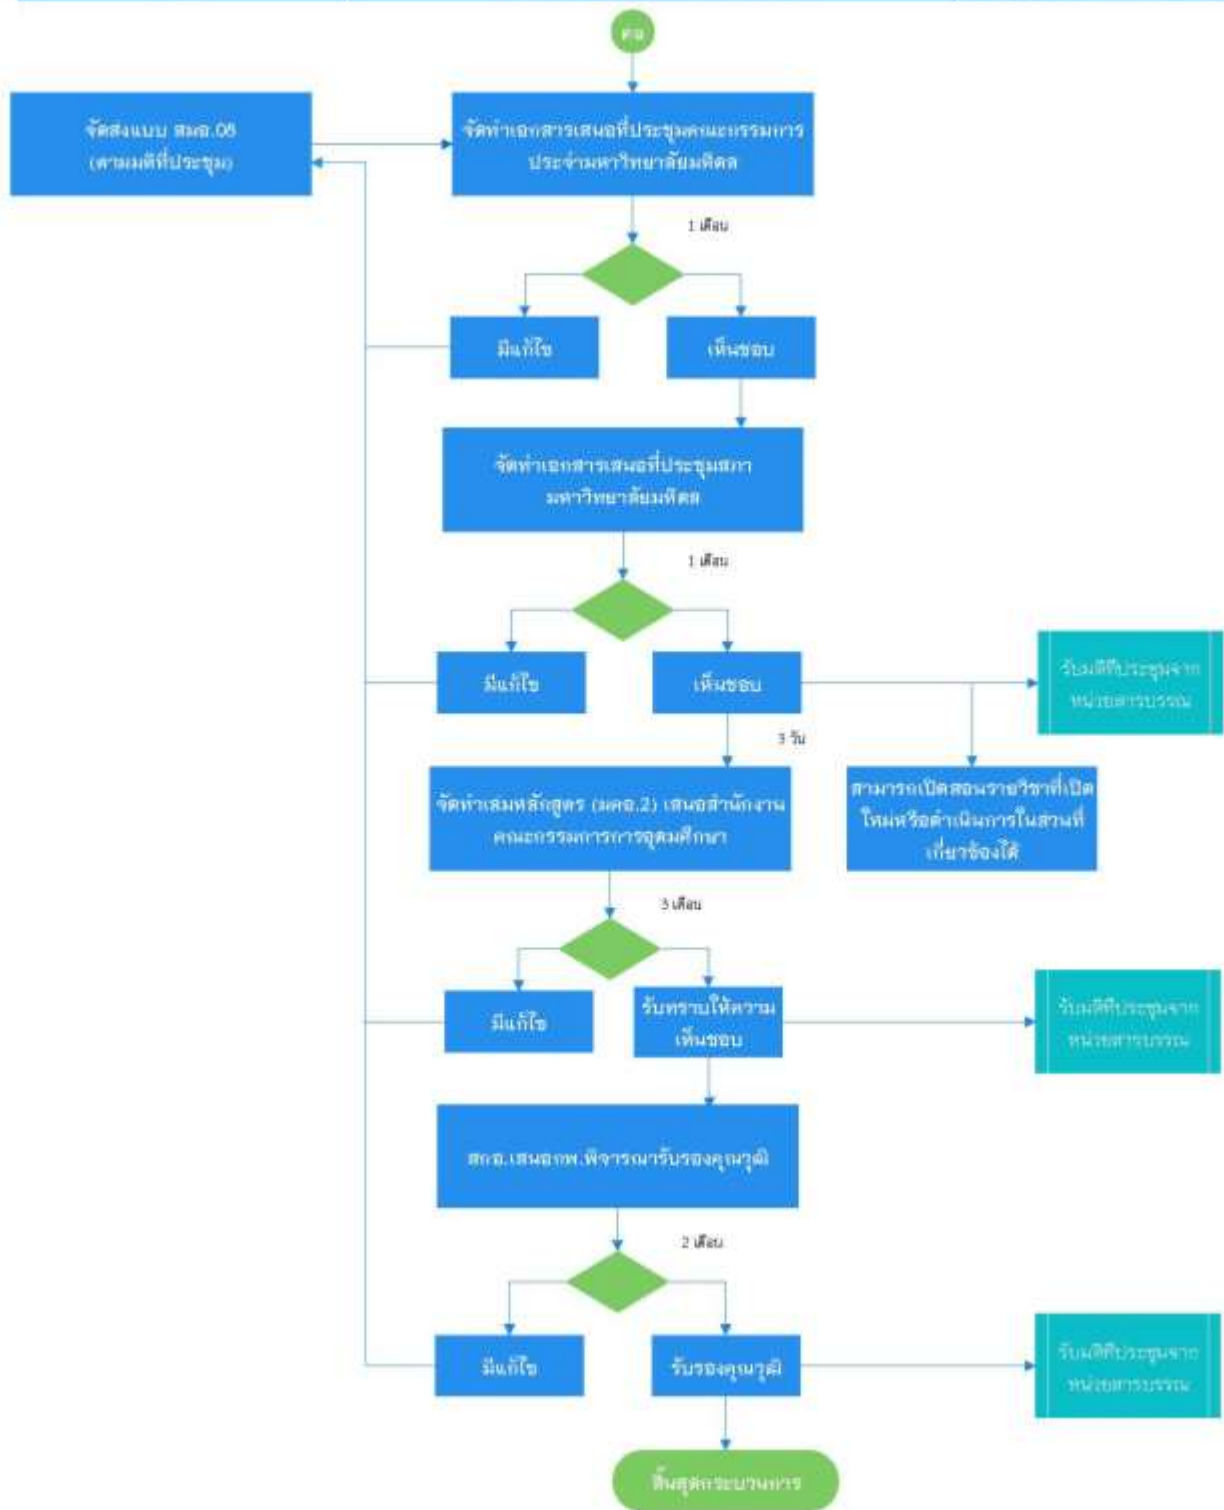 ต่อ
จัดส่งแบบ สมอ.08
(ตามมติที่ประชุม)
จัดทำเอกสารเสนอที่ประชุมคณะกรรมการ
ประจำมหาวิทยาลัยมหิดล
1 เดือน
มีแก้ไข
เห็นชอบ
จัดทำเอกสารเสนอที่ประชุมสภา
มหาวิทยาลัยมหิดล
1 เดือน
มีแก้ไข
เห็นชอบ
รับมติที่ประชุมจาก
หน่วยสารบรรณ
3 วัน
จัดทำเล่มหลักสูตร (มคอ.2) เสนอสำนักงาน
คณะกรรมการการอุดมศึกษา
สามารถเปิดสอนรายวิชาที่เปิด
ใหม่หรือดำเนินการในส่วนที่
เกี่ยวข้องได้
3 เดือน
มีแก้ไข
รับทราบให้ความ
เห็นชอบ
รับมติที่ประชุมจาก
หน่วยสารบรรณ
สกอ.เสนอกพ.พิจารณารับรองคุณวุฒิ
2 เดือน
มีแก้ไข
รับรองคุณวุฒิ
รับมติที่ประชุมจาก
หน่วยสารบรรณ
สิ้นสุดกระบวนการ